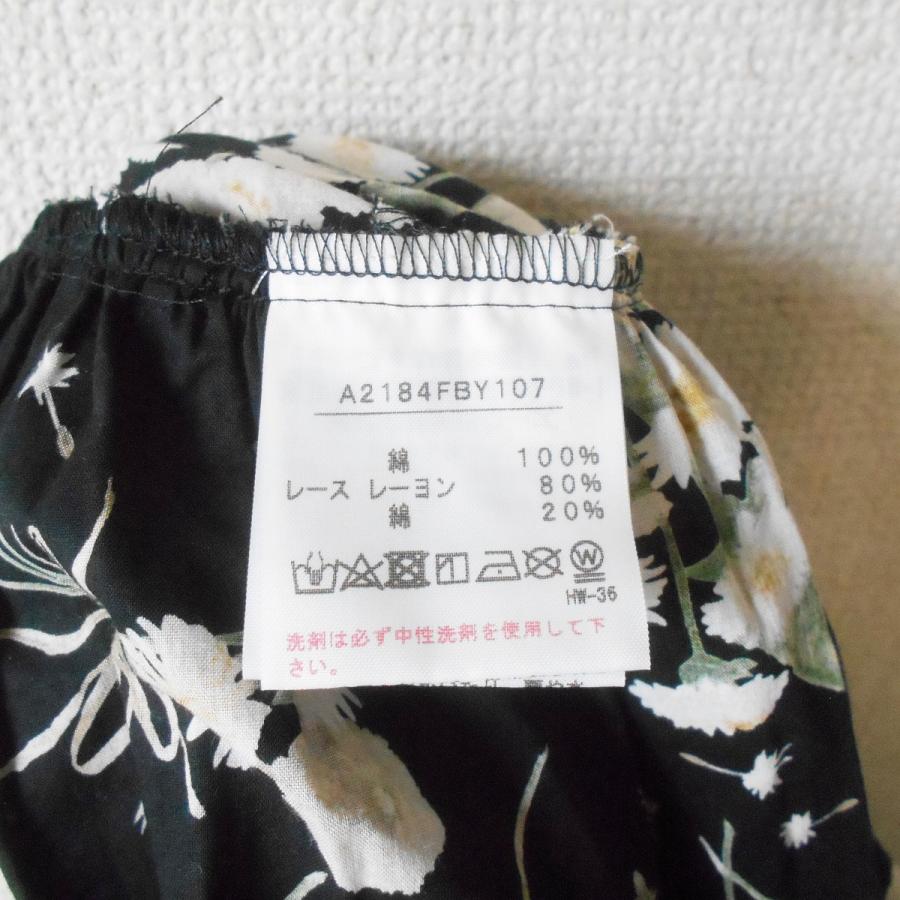 A2184FBY107
綿 100%
レース レーヨン 80%
綿 20%
W
HW-36
洗剤は必ず中性洗剤を使用して下
さい。